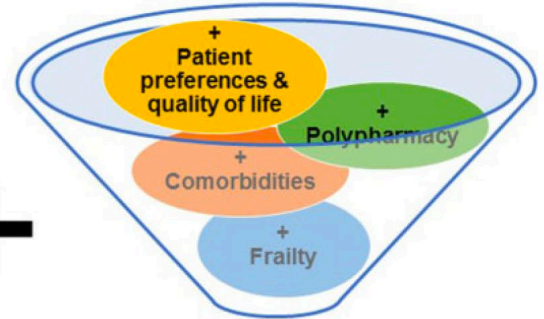 +
Patient
preferences &
quality of life
+
Polypharmacy
+
Comorbidities
+
Frailty